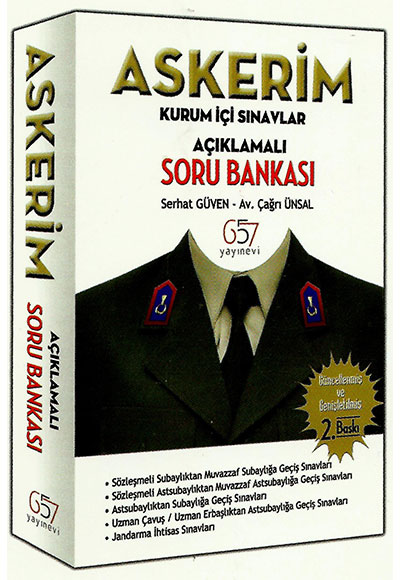 ASKERİM
AÇIKLAMALI
SORU BANKASI
657
yayınevi
ASKERİM
KURUM İÇİ SINAVLAR
AÇIKLAMALI
SORU BANKASI
Serhat GÜVEN - Av. Çağrı ÜNSAL
657
yayınevi
Güncellenmiş
ve
Genişletilmiş
2. Baskı
• Sözleşmeli Subaylıktan Muvazzaf Subaylığa Geçiş Sınavları
• Sözleşmeli Astsubaylıktan Muvazzaf Astsubaylığa Geçiş Sınavları
• Astsubaylıktan Subaylığa Geçiş Sınavları
• Uzman Çavuş / Uzman Erbaşlıktan Astsubaylığa Geçiş Sınavları
• Jandarma İhtisas Sınavları